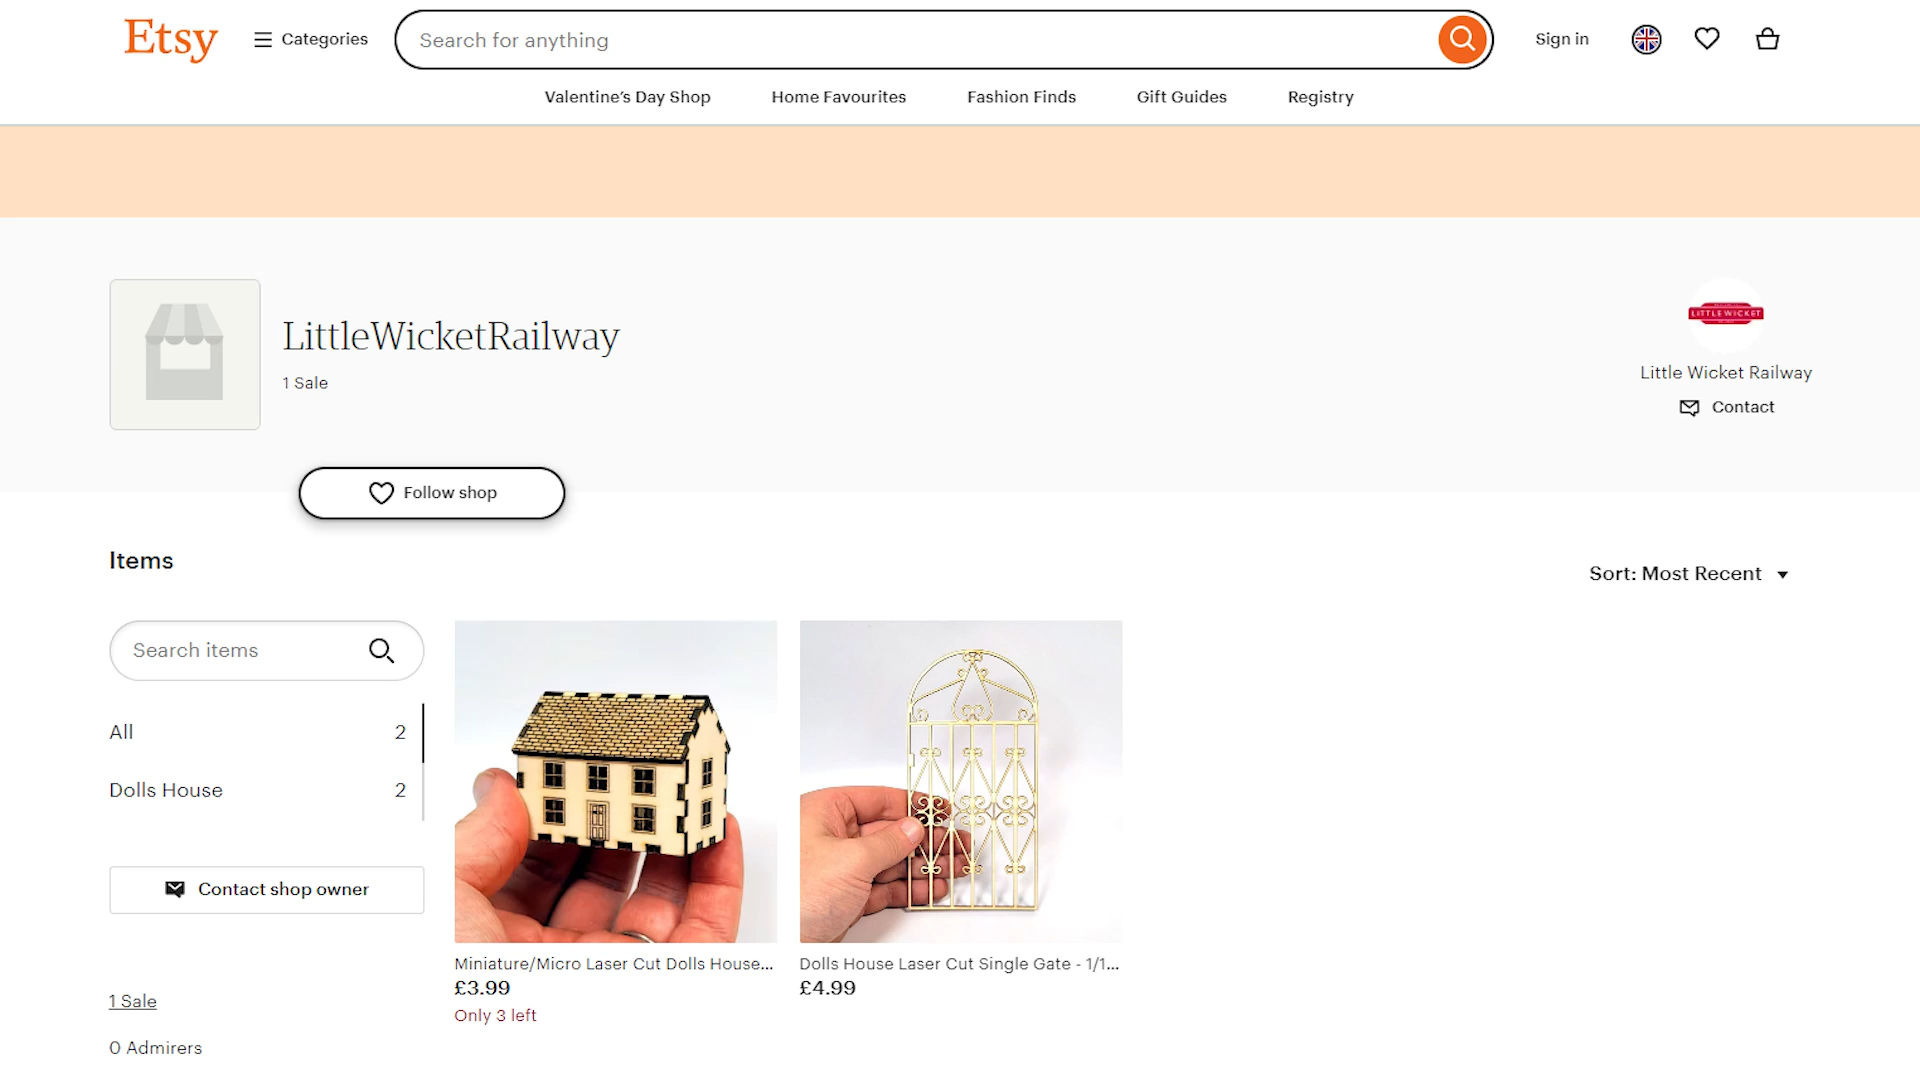 Etsy
Categories
Search for anything
Sign in
Valentine’s Day Shop
Home Favourites
Fashion Finds
Gift Guides
Registry
LittleWicketRailway
1 Sale
LITTLE WICKET
Little Wicket Railway
Contact
Follow shop
Items
Sort: Most Recent
Search items
All 2
Dolls House 2
Contact shop owner
1 Sale
0 Admirers
Miniature/Micro Laser Cut Dolls House...
£3.99
Only 3 left
Dolls House Laser Cut Single Gate - 1/1...
£4.99